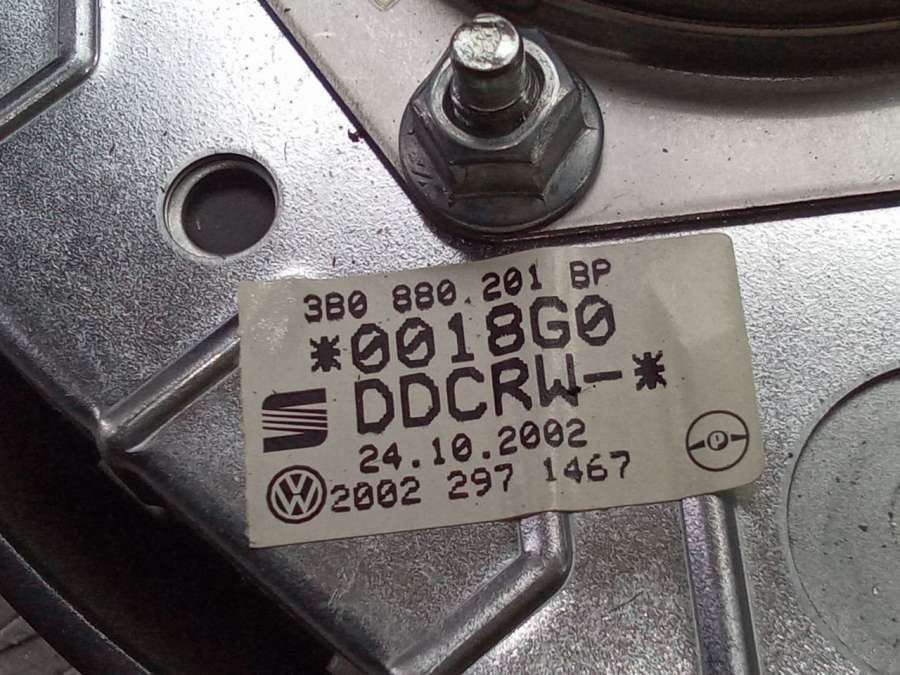 3B0 880 201 BP
*0018G0
DDCRW-*
24.10.2002
2002 297 1467